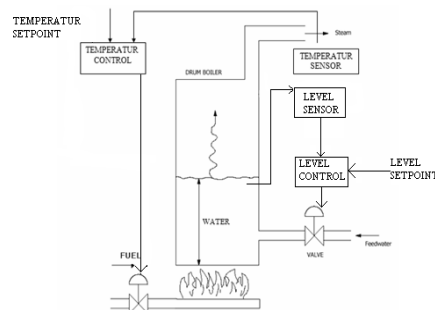 TEMPERATUR
SETPOINT
TEMPERATUR
CONTROL
Steam
TEMPERATUR
SENSOR
DRUM BOILER
LEVEL
SENSOR
LEVEL
CONTROL
LEVEL
SETPOINT
WATER
FUEL
VALVE
Feedwater